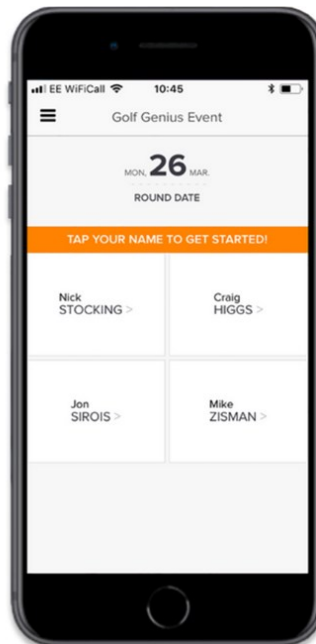 EE WiFiCall 10:45
Golf Genius Event
MON, 26 MAR.
ROUND DATE
TAP YOUR NAME TO GET STARTED!
Nick
STOCKING >
Craig
HIGGS >
Jon
SIROIS >
Mike
ZISMAN >